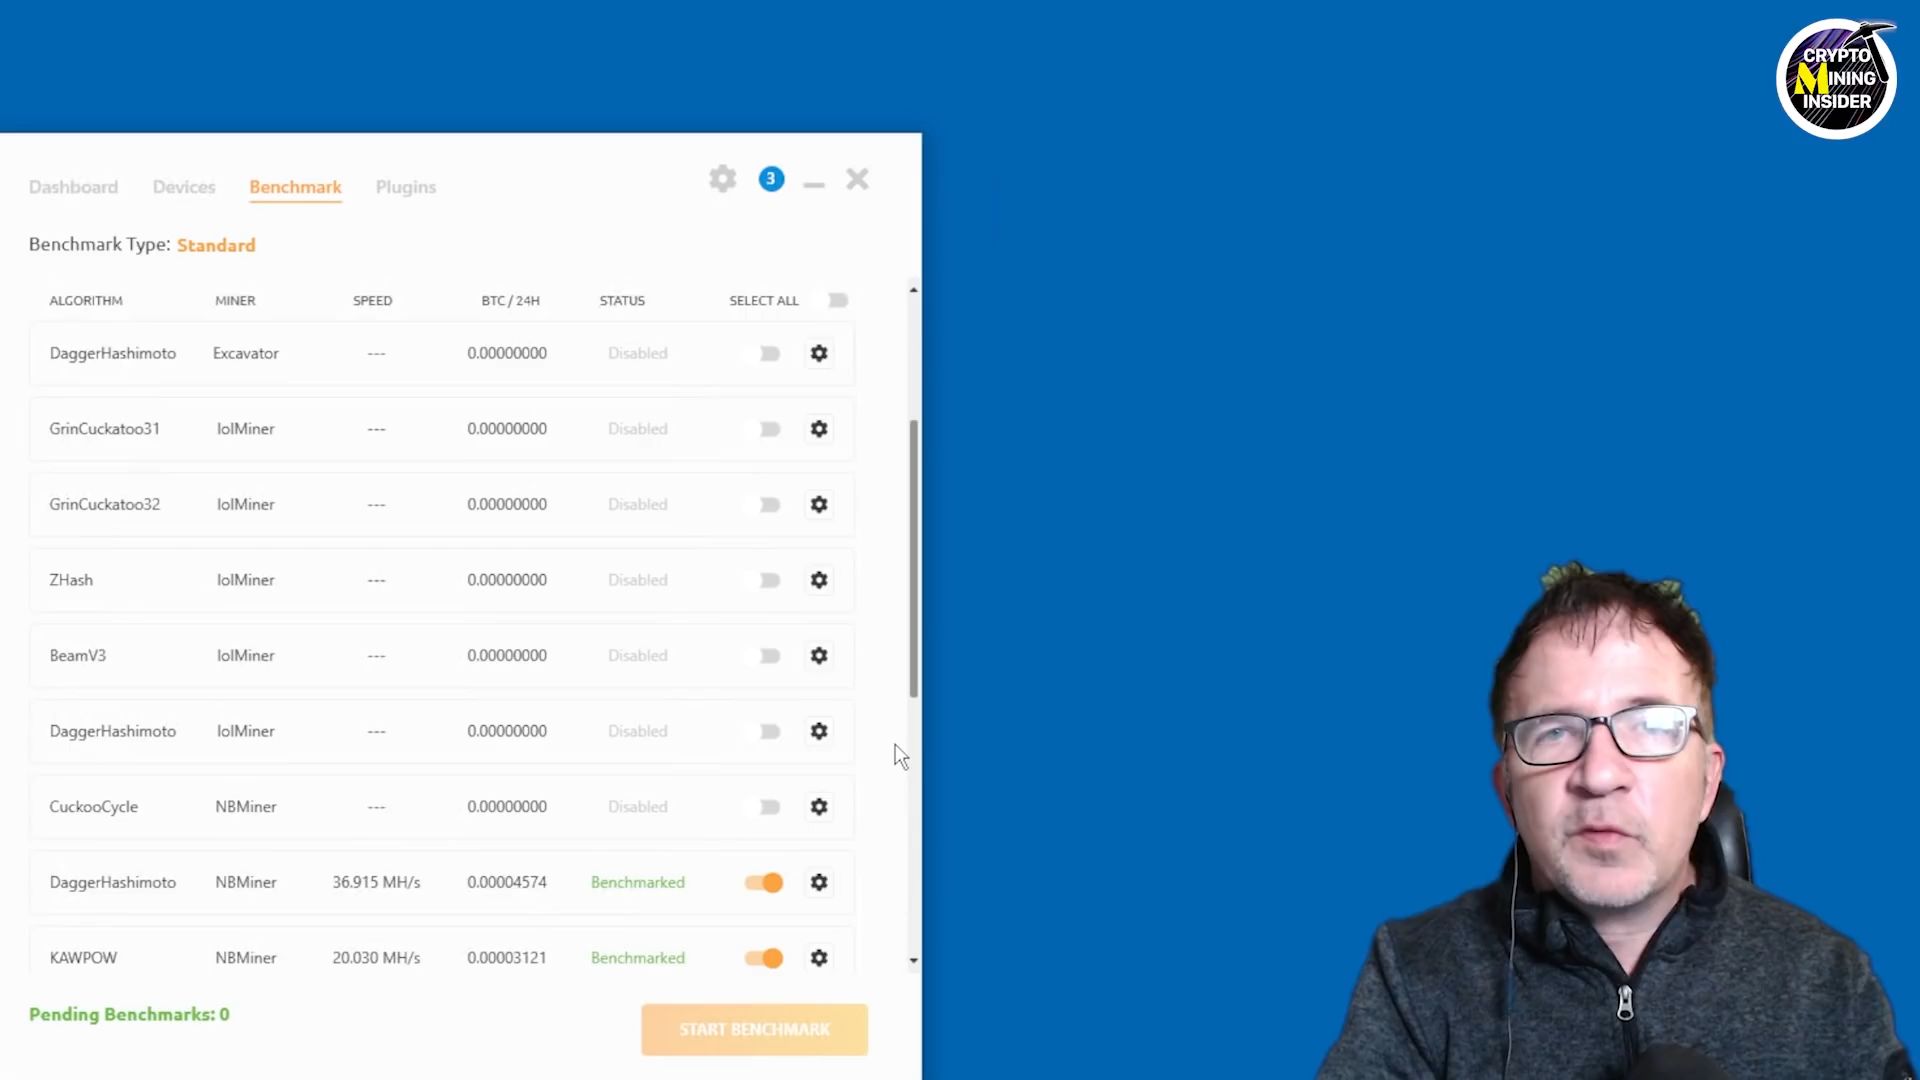 CRYPTO
MINING
INSIDER
Dashboard Devices Benchmark Plugins 3
Benchmark Type: Standard
ALGORITHM MINER SPEED BTC / 24H STATUS SELECT ALL
DaggerHashimoto Excavator --- 0.00000000 Disabled
GrinCuckatoo31 lolMiner --- 0.00000000 Disabled
GrinCuckatoo32 lolMiner --- 0.00000000 Disabled
ZHash lolMiner --- 0.00000000 Disabled
BeamV3 lolMiner --- 0.00000000 Disabled
DaggerHashimoto lolMiner --- 0.00000000 Disabled
CuckooCycle NBMiner --- 0.00000000 Disabled
DaggerHashimoto NBMiner 36.915 MH/s 0.00004574 Benchmarked
KAWPOW NBMiner 20.030 MH/s 0.00003121 Benchmarked
Pending Benchmarks: 0
START BENCHMARK